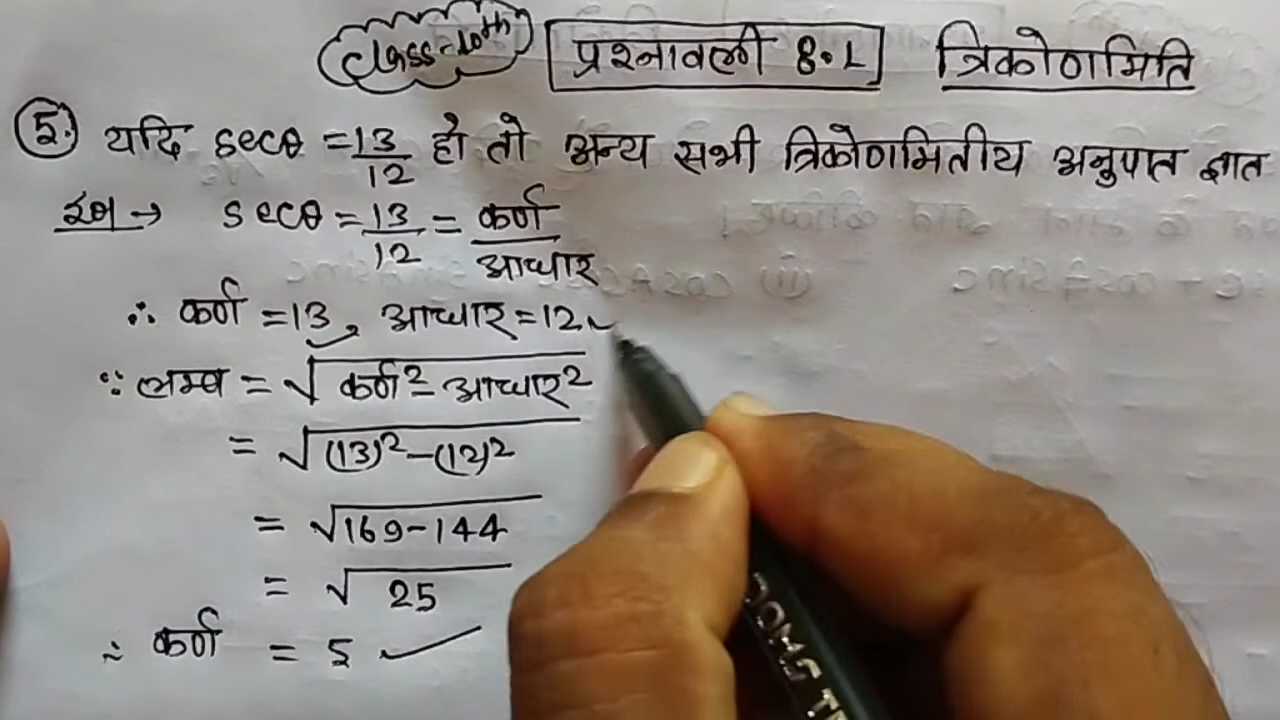 class-10th प्रश्नावली 8.1 त्रिकोणमिति
5. यदि secθ = 13/12 हो तो अन्य सभी त्रिकोणमितीय अनुपात ज्ञात
हल → secθ = 13/12 = कर्ण/आधार
∴ कर्ण = 13, आधार = 12
∵ लम्ब = √कर्ण² - आधार²
= √(13)² - (12)²
= √169 - 144
= √25
∴ कर्ण = 5